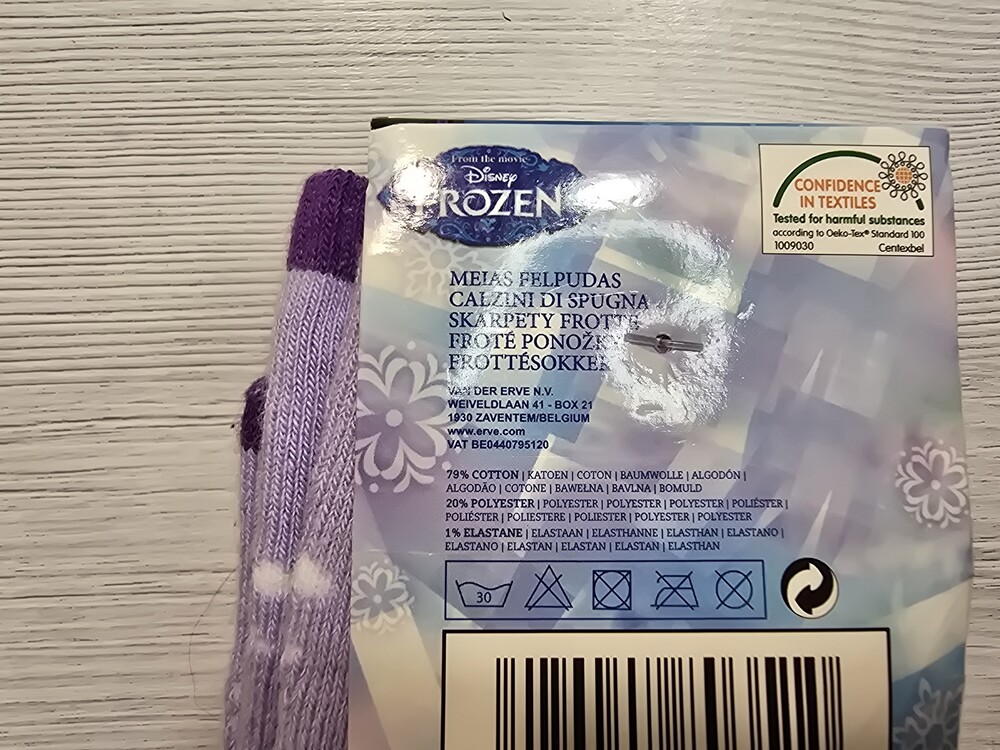 From the movie
DISNEY
FROZEN
CONFIDENCE
IN TEXTILES
Tested for harmful substances
according to Oeko-Tex® Standard 100
1009030 Centexbel
MEIAS FELPUDAS
CALZINI DI SPUGNA
SKARPETY FROTTE
FROTÉ
FROTTÉSOKKER
VAN DER ERVE N.V.
WEIVELDLAAN 41 - BOX 21
1930 ZAVENTEM/BELGIUM
www.erve.com
VAT BE0440795120
79% COTTON | KATOEN | COTON | BAUMWOLLE | ALGODÓN |
ALGODÃO | COTONE | BAWEŁNA | BAVLNA | BOMULD
20% POLYESTER | POLYESTER | POLYESTER | POLYESTER | POLIÉSTER |
POLIÉSTER | POLIESTERE | POLIESTER | POLYESTER | POLYESTER
1% ELASTANE | ELASTAAN | ELASTHANNE | ELASTHAN | ELASTANO |
ELASTANO | ELASTAN | ELASTAN | ELASTAN | ELASTHAN
30